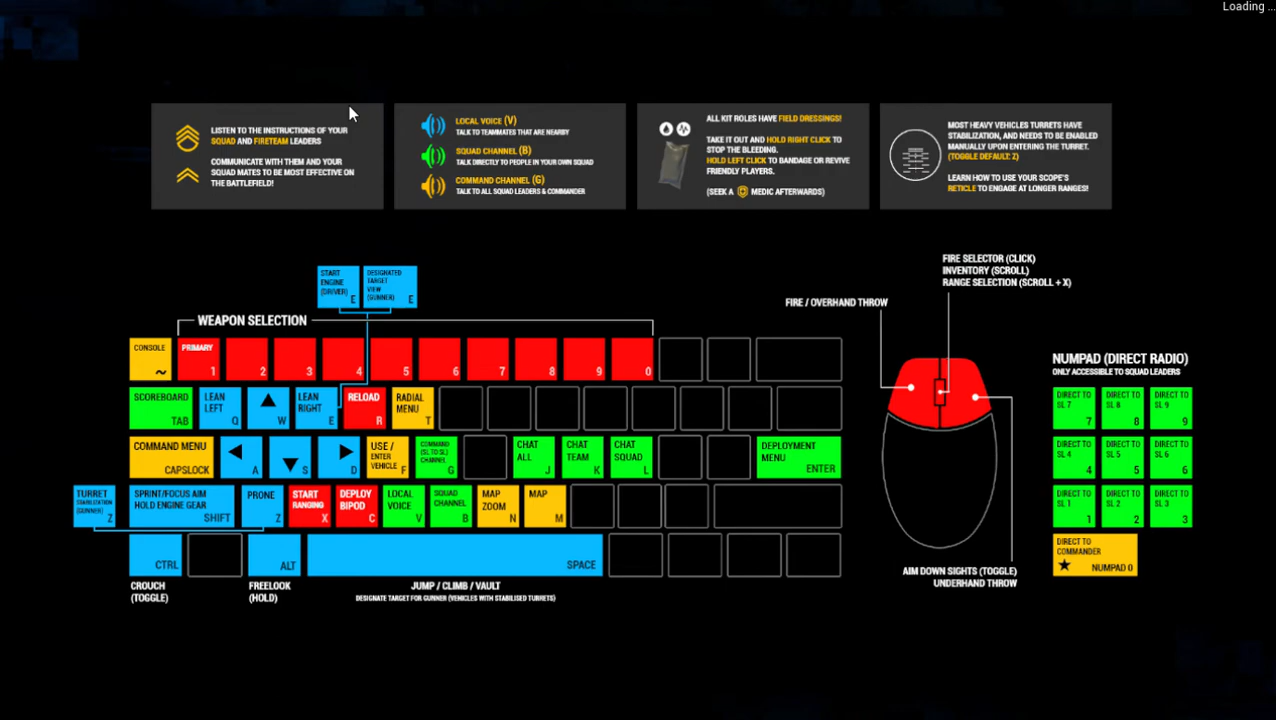 Loading ...
LISTEN TO THE INSTRUCTIONS OF YOUR
SQUAD AND FIRETEAM LEADERS
COMMUNICATE WITH THEM AND YOUR
SQUAD MATES TO BE MOST EFFECTIVE ON
THE BATTLEFIELD!
LOCAL VOICE (V)
TALK TO TEAMMATES THAT ARE NEARBY
SQUAD CHANNEL (B)
TALK DIRECTLY TO PEOPLE IN YOUR OWN SQUAD
COMMAND CHANNEL (G)
TALK TO ALL SQUAD LEADERS & COMMANDER
ALL KIT ROLES HAVE FIELD DRESSINGS!
TAKE IT OUT AND HOLD RIGHT CLICK TO
STOP THE BLEEDING.
HOLD LEFT CLICK TO BANDAGE OR REVIVE
FRIENDLY PLAYERS.
(SEEK A MEDIC AFTERWARDS)
MOST HEAVY VEHICLES TURRETS HAVE
STABILIZATION, AND NEEDS TO BE ENABLED
MANUALLY UPON ENTERING THE TURRET.
(TOGGLE DEFAULT: Z)
LEARN HOW TO USE YOUR SCOPE'S
RETICLE TO ENGAGE AT LONGER RANGES!
START
ENGINE
(DRIVER)
E
DESIGNATED
TARGET
VIEW
(GUNNER)
E
WEAPON SELECTION
CONSOLE
~
PRIMARY
1
2
3
4
5
6
7
8
9
0
SCOREBOARD
TAB
LEAN
LEFT
Q
W
LEAN
RIGHT
E
RELOAD
R
RADIAL
MENU
T
COMMAND MENU
CAPSLOCK
A
S
D
USE /
ENTER
VEHICLE
F
COMMAND
(SL TO SL)
CHANNEL
G
CHAT
ALL
J
CHAT
TEAM
K
CHAT
SQUAD
L
DEPLOYMENT
MENU
ENTER
TURRET
STABILIZATION
(GUNNER)
Z
SPRINT/FOCUS AIM
HOLD ENGINE GEAR
SHIFT
PRONE
Z
START
RANGING
X
DEPLOY
BIPOD
C
LOCAL
VOICE
V
SQUAD
CHANNEL
B
MAP
ZOOM
N
MAP
M
CTRL
ALT
SPACE
CROUCH
(TOGGLE)
FREELOOK
(HOLD)
JUMP / CLIMB / VAULT
DESIGNATE TARGET FOR GUNNER (VEHICLES WITH STABILISED TURRETS)
FIRE SELECTOR (CLICK)
INVENTORY (SCROLL)
RANGE SELECTION (SCROLL + X)
FIRE / OVERHAND THROW
AIM DOWN SIGHTS (TOGGLE)
UNDERHAND THROW
NUMPAD (DIRECT RADIO)
ONLY ACCESSIBLE TO SQUAD LEADERS
DIRECT TO
SL 7
7
DIRECT TO
SL 8
8
DIRECT TO
SL 9
9
DIRECT TO
SL 4
4
DIRECT TO
SL 5
5
DIRECT TO
SL 6
6
DIRECT TO
SL 1
1
DIRECT TO
SL 2
2
DIRECT TO
SL 3
3
DIRECT TO
COMMANDER
NUMPAD 0